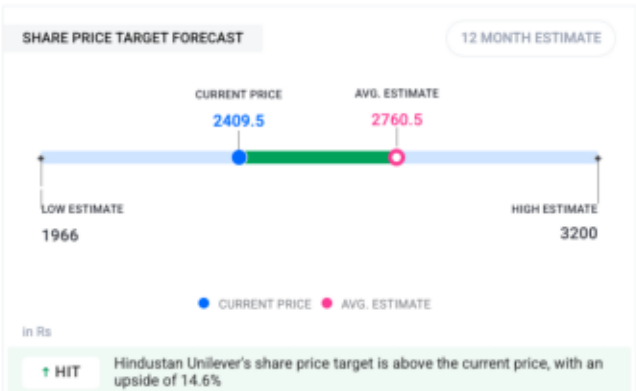 SHARE PRICE TARGET FORECAST
12 MONTH ESTIMATE
CURRENT PRICE
AVG. ESTIMATE
2409.5
2760.5
LOW ESTIMATE
HIGH ESTIMATE
1966
3200
CURRENT PRICE
AVG. ESTIMATE
in Rs
↑ HIT
Hindustan Unilever's share price target is above the current price, with an
upside of 14.6%